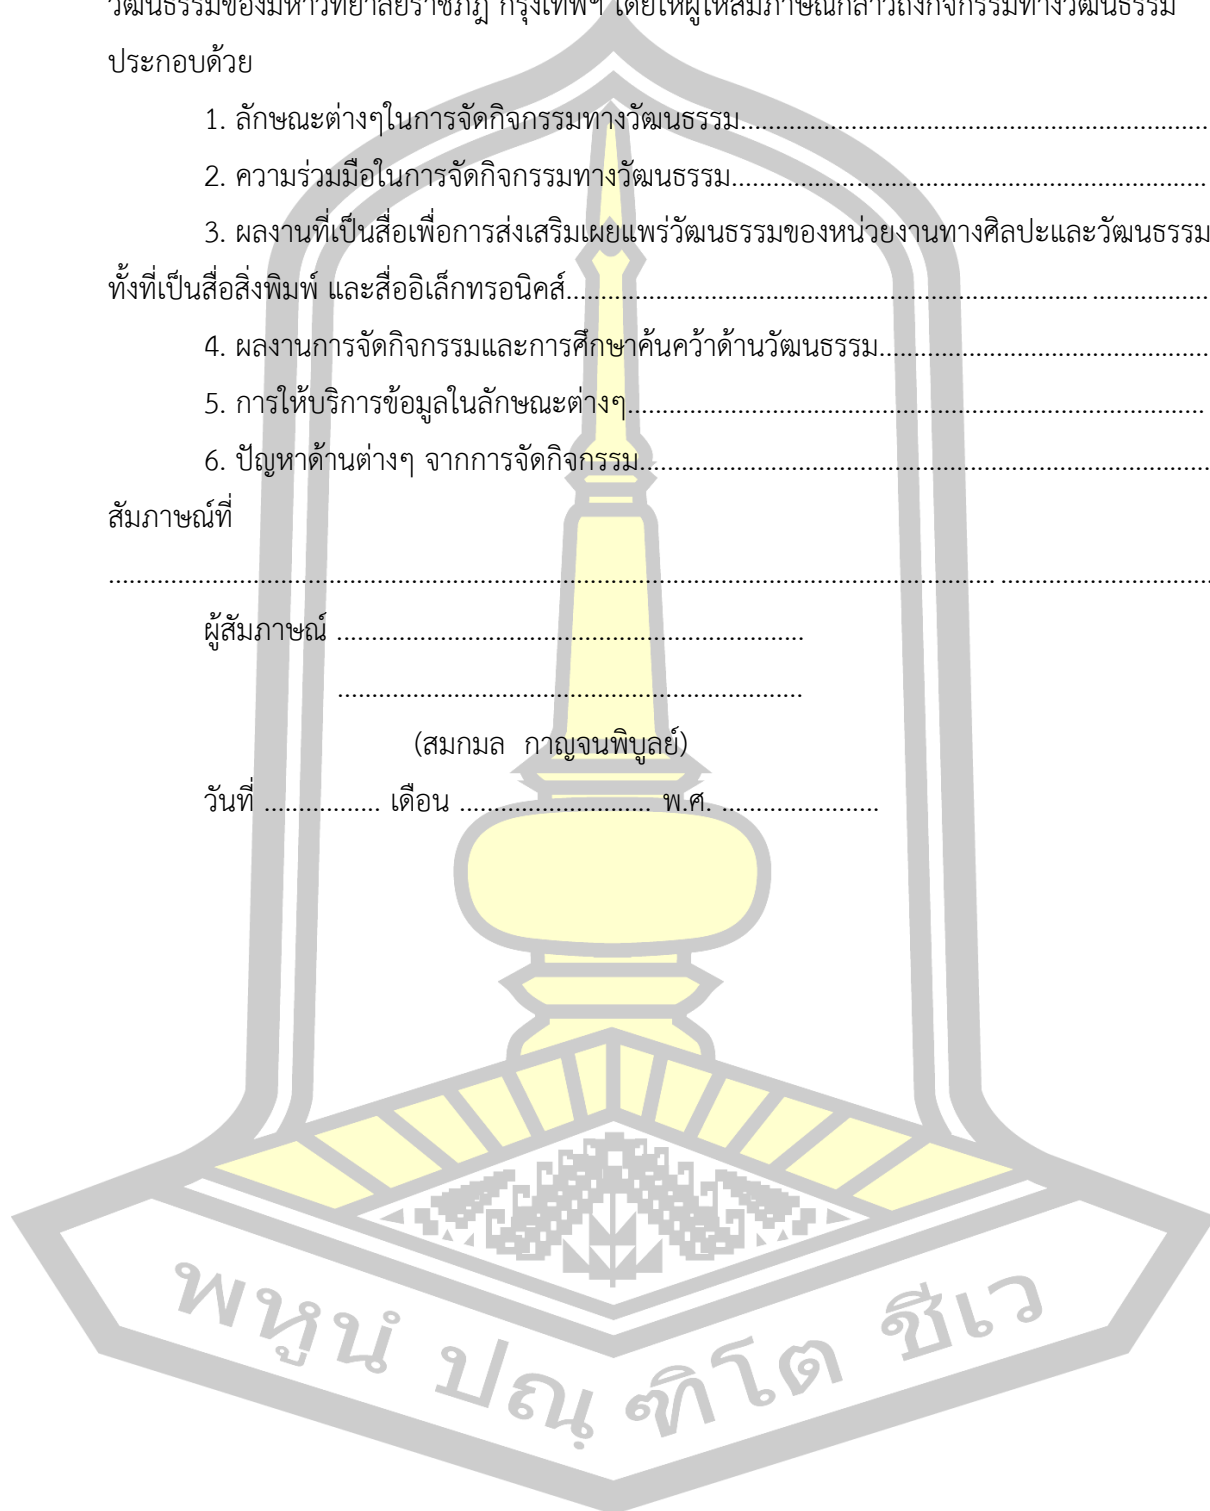 วัฒนธรรมของมหาวิทยาลัยราชภัฏ กรุงเทพฯ โดยให้ผู้ให้สัมภาษณ์กล่าวถึงกิจกรรมทางวัฒนธรรม
ประกอบด้วย
1. ลักษณะต่างๆในการจัดกิจกรรมทางวัฒนธรรม....................................................................
2. ความร่วมมือในการจัดกิจกรรมทางวัฒนธรรม.....................................................................
3. ผลงานที่เป็นสื่อเพื่อการส่งเสริมเผยแพร่วัฒนธรรมของหน่วยงานทางศิลปะและวัฒนธรรม
ทั้งที่เป็นสื่อสิ่งพิมพ์ และสื่ออิเล็กทรอนิคส์............................................................................ .................
4. ผลงานการจัดกิจกรรมและการศึกษาค้นคว้าด้านวัฒนธรรม................................................
5. การให้บริการข้อมูลในลักษณะต่างๆ....................................................................................
6. ปัญหาด้านต่างๆ จากการจัดกิจกรรม...................................................................................
สัมภาษณ์ที่
................................................................................................................................. ...............................
ผู้สัมภาษณ์ ....................................................................
....................................................................
(สมกมล กาญจนพิบูลย์)
วันที่ ................. เดือน ............................ พ.ศ. .......................
พหูนํ ปณฺฑิโต ชีเว